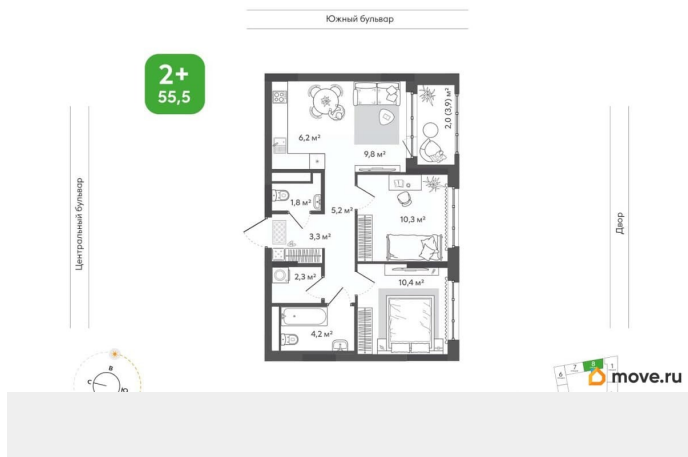 Южный бульвар
2+
55,5
2,0 (3,9) м²
6,2 м²
9,8 м²
Центральный бульвар
1,8 м²
5,2 м²
10,3 м²
Двор
3,3 м²
2,3 м²
10,4 м²
4,2 м²
В
С
Ю
6
7
8
1
move.ru